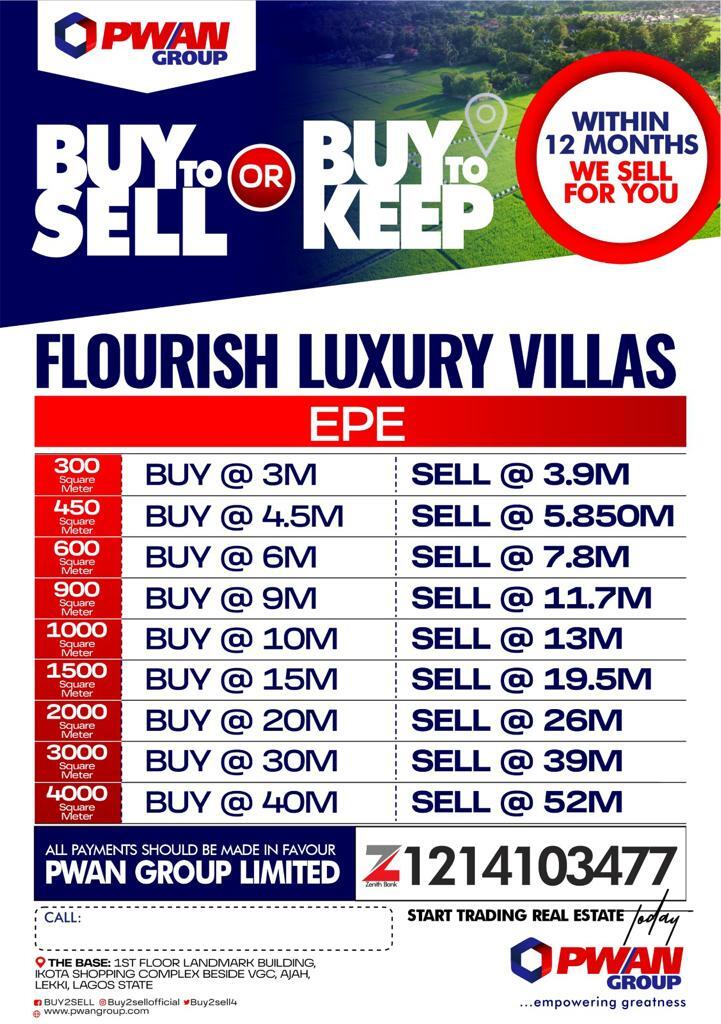 PWAN
GROUP
BUY TO
SELL
OR
BUY TO
KEEP
WITHIN
12 MONTHS
WE SELL
FOR YOU
FLOURISH LUXURY VILLAS
EPE
300 Square Meter BUY @ 3M SELL @ 3.9M
450 Square Meter BUY @ 4.5M SELL @ 5.850M
600 Square Meter BUY @ 6M SELL @ 7.8M
900 Square Meter BUY @ 9M SELL @ 11.7M
1000 Square Meter BUY @ 10M SELL @ 13M
1500 Square Meter BUY @ 15M SELL @ 19.5M
2000 Square Meter BUY @ 20M SELL @ 26M
3000 Square Meter BUY @ 30M SELL @ 39M
4000 Square Meter BUY @ 40M SELL @ 52M
ALL PAYMENTS SHOULD BE MADE IN FAVOUR
PWAN GROUP LIMITED
Zenith Bank
1214103477
CALL:
START TRADING REAL ESTATE today
THE BASE: 1ST FLOOR LANDMARK BUILDING,
IKOTA SHOPPING COMPLEX BESIDE VGC, AJAH,
LEKKI, LAGOS STATE
BUY2SELL Buy2sellofficial Buy2sell4
www.pwangroup.com
PWAN
GROUP
...empowering greatness